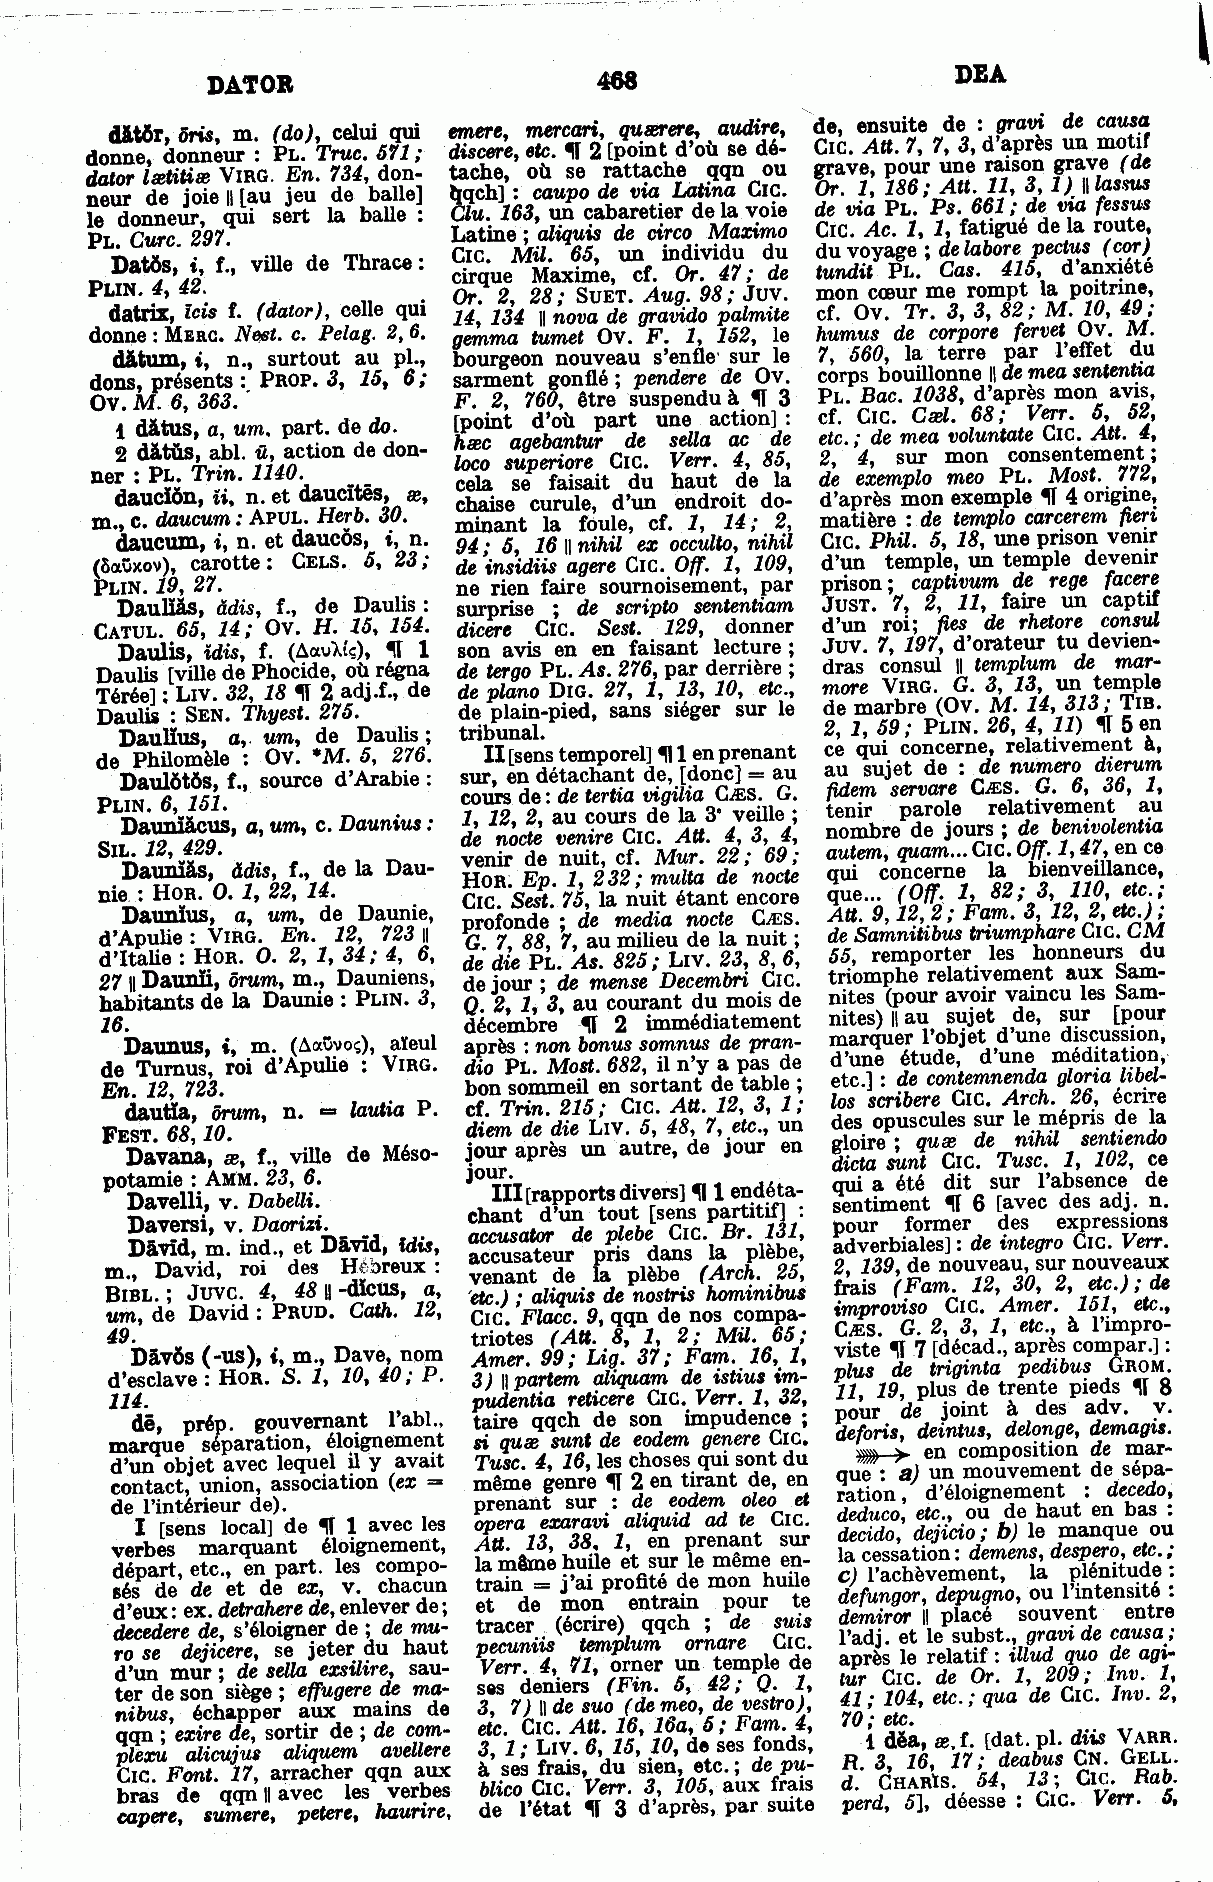 DATOR
468
DEA
dătŏr, ōris, m. (do), celui qui
donne, donneur : PL. Truc. 571 ;
dator lætitiæ VIRG. En. 734, don-
neur de joie ‖ [au jeu de balle]
le donneur, qui sert la balle :
PL. Curc. 297.
Datŏs, i, f., ville de Thrace :
PLIN. 4, 42.
datrix, īcis f. (dator), celle qui
donne : MERC. Nest. c. Pelag. 2, 6.
dătum, i, n., surtout au pl.,
dons, présents : PROP. 3, 15, 6 ;
OV. M. 6, 363.
1 dătus, a, um. part. de do.
2 dătŭs, abl. ū, action de don-
ner : PL. Trin. 1140.
daucĭŏn, ii, n. et daucītēs, æ,
m., c. daucum : APUL. Herb. 30.
daucum, i, n. et daucŏs, i, n.
(δαῦκον), carotte : CELS. 5, 23 ;
PLIN. 19, 27.
Daulĭăs, ădis, f., de Daulis :
CATUL. 65, 14 ; OV. H. 15, 154.
Daulis, idis, f. (Δαυλίς), ¶ 1
Daulis [ville de Phocide, où régna
Térée] : LIV. 32, 18 ¶ 2 adj.f., de
Daulis : SEN. Thyest. 275.
Daulĭus, a, um, de Daulis ;
de Philomèle : OV. *M. 5, 276.
Daulŏtŏs, f., source d'Arabie :
PLIN. 6, 151.
Daunĭăcus, a, um, c. Daunius :
SIL. 12, 429.
Daunĭăs, ădis, f., de la Dau-
nie : HOR. O. 1, 22, 14.
Daunĭus, a, um, de Daunie,
d'Apulie : VIRG. En. 12, 723 ‖
d'Italie : HOR. O. 2, 1, 34 ; 4, 6,
27 ‖ Daunĭi, ōrum, m., Dauniens,
habitants de la Daunie : PLIN. 3,
16.
Daunus, i, m. (Δαῦνος), aïeul
de Turnus, roi d'Apulie : VIRG.
En. 12, 723.
dautĭa, ōrum, n. = lautia P.
FEST. 68, 10.
Davana, æ, f., ville de Méso-
potamie : AMM. 23, 6.
Davelli, v. Dabelli.
Daversi, v. Daorizi.
Dāvīd, m. ind., et Dāvīd, īdis,
m., David, roi des Hébreux :
BIBL. ; JUVC. 4, 48 ‖ -dĭcus, a,
um, de David : PRUD. Cath. 12,
49.
Dāvŏs (-us), i, m., Dave, nom
d'esclave : HOR. S. 1, 10, 40 ; P.
114.
dē, prép. gouvernant l'abl.,
marque séparation, éloignement
d'un objet avec lequel il y avait
contact, union, association (ex =
de l'intérieur de).
I [sens local] de ¶ 1 avec les
verbes marquant éloignement,
départ, etc., en part. les compo-
sés de de et de ex, v. chacun
d'eux : ex. detrahere de, enlever de ;
decedere de, s'éloigner de ; de mu-
ro se dejicere, se jeter du haut
d'un mur ; de sella exsilire, sau-
ter de son siège ; effugere de ma-
nibus, échapper aux mains de
qqn ; exire de, sortir de ; de com-
plexu alicujus aliquem avellere
CIC. Font. 17, arracher qqn aux
bras de qqn ‖ avec les verbes
capere, sumere, petere, haurire,
emere, mercari, quærere, audire,
discere, etc. ¶ 2 [point d'où se dé-
tache, où se rattache qqn ou
qqch] : caupo de via Latina CIC.
Clu. 163, un cabaretier de la voie
Latine ; aliquis de circo Maximo
CIC. Mil. 65, un individu du
cirque Maxime, cf. Or. 47 ; de
Or. 2, 28 ; SUET. Aug. 98 ; JUV.
14, 134 ‖ nova de gravido palmite
gemma tumet OV. F. 1, 152, le
bourgeon nouveau s'enfle sur le
sarment gonflé ; pendere de OV.
F. 2, 760, être suspendu à ¶ 3
[point d'où part une action] :
hæc agebantur de sella ac de
loco superiore CIC. Verr. 4, 85,
cela se faisait du haut de la
chaise curule, d'un endroit do-
minant la foule, cf. 1, 14 ; 2,
94 ; 5, 16 ‖ nihil ex occulto, nihil
de insidiis agere CIC. Off. 1, 109,
ne rien faire sournoisement, par
surprise ; de scripto sententiam
dicere CIC. Sest. 129, donner
son avis en en faisant lecture ;
de tergo PL. As. 276, par derrière ;
de plano DIG. 27, 1, 13, 10, etc.,
de plain-pied, sans siéger sur le
tribunal.
II [sens temporel] ¶ 1 en prenant
sur, en détachant de, [donc] = au
cours de : de tertia vigilia CÆS. G.
1, 12, 2, au cours de la 3e veille ;
de nocte venire CIC. Att. 4, 3, 4,
venir de nuit, cf. Mur. 22 ; 69 ;
HOR. Ep. 1, 232 ; multa de nocte
CIC. Sest. 75, la nuit étant encore
profonde ; de media nocte CÆS.
G. 7, 88, 7, au milieu de la nuit ;
de die PL. As. 825 ; LIV. 23, 8, 6,
de jour ; de mense Decembri CIC.
Q. 2, 1, 3, au courant du mois de
décembre ¶ 2 immédiatement
après : non bonus somnus de pran-
dio PL. Most. 682, il n'y a pas de
bon sommeil en sortant de table ;
cf. Trin. 215 ; CIC. Att. 12, 3, 1 ;
diem de die LIV. 5, 48, 7, etc., un
jour après un autre, de jour en
jour.
III [rapports divers] ¶ 1 en déta-
chant d'un tout [sens partitif] :
accusator de plebe CIC. Br. 131,
accusateur pris dans la plèbe,
venant de la plèbe (Arch. 25,
etc.) ; aliquis de nostris hominibus
CIC. Flacc. 9, qqn de nos compa-
triotes (Att. 8, 1, 2 ; Mil. 65 ;
Amer. 99 ; Lig. 37 ; Fam. 16, 1,
3) ‖ partem aliquam de istius im-
pudentia reticere CIC. Verr. 1, 32,
taire qqch de son impudence ;
si quæ sunt de eodem genere CIC.
Tusc. 4, 16, les choses qui sont du
même genre ¶ 2 en tirant de, en
prenant sur : de eodem oleo et
opera exaravi aliquid ad te CIC.
Att. 13, 38, 1, en prenant sur
la même huile et sur le même en-
train = j'ai profité de mon huile
et de mon entrain pour te
tracer (écrire) qqch ; de suis
pecuniis templum ornare CIC.
Verr. 4, 71, orner un temple de
ses deniers (Fin. 5, 42 ; Q. 1,
3, 7) ‖ de suo (de meo, de vestro),
etc. CIC. Att. 16, 16a, 5 ; Fam. 4,
3, 1 ; LIV. 6, 15, 10, de ses fonds,
à ses frais, du sien, etc. ; de pu-
blico CIC. Verr. 3, 105, aux frais
de l'état ¶ 3 d'après, par suite
de, ensuite de : gravi de causa
CIC. Att. 7, 7, 3, d'après un motif
grave, pour une raison grave (de
Or. 1, 186 ; Att. 11, 3, 1) ‖ lassus
de via PL. Ps. 661 ; de via fessus
CIC. Ac. 1, 1, fatigué de la route,
du voyage ; de labore pectus (cor)
tundit PL. Cas. 415, d'anxiété
mon cœur me rompt la poitrine,
cf. OV. Tr. 3, 3, 82 ; M. 10, 49 ;
humus de corpore fervet OV. M.
7, 560, la terre par l'effet du
corps bouillonne ‖ de mea sententia
PL. Bac. 1038, d'après mon avis,
cf. CIC. Cæl. 68 ; Verr. 5, 52,
etc. ; de mea voluntate CIC. Att. 4,
2, 4, sur mon consentement ;
de exemplo meo PL. Most. 772,
d'après mon exemple ¶ 4 origine,
matière : de templo carcerem fieri
CIC. Phil. 5, 18, une prison venir
d'un temple, un temple devenir
prison ; captivum de rege facere
JUST. 7, 2, 11, faire un captif
d'un roi ; fies de rhetore consul
JUV. 7, 197, d'orateur tu devien-
dras consul ‖ templum de mar-
more VIRG. G. 3, 13, un temple
de marbre (OV. M. 14, 313 ; TIB.
2, 1, 59 ; PLIN. 26, 4, 11) ¶ 5 en
ce qui concerne, relativement à,
au sujet de : de numero dierum
fidem servare CÆS. G. 6, 36, 1,
tenir parole relativement au
nombre de jours ; de benivolentia
autem, quam... CIC. Off. 1, 47, en ce
qui concerne la bienveillance,
que... (Off. 1, 82 ; 3, 110, etc. ;
Att. 9, 12, 2 ; Fam. 3, 12, 2, etc.) ;
de Samnitibus triumphare CIC. CM
55, remporter les honneurs du
triomphe relativement aux Sam-
nites (pour avoir vaincu les Sam-
nites) ‖ au sujet de, sur [pour
marquer l'objet d'une discussion,
d'une étude, d'une méditation,
etc.] : de contemnenda gloria libel-
los scribere CIC. Arch. 26, écrire
des opuscules sur le mépris de la
gloire ; quæ de nihil sentiendo
dicta sunt CIC. Tusc. 1, 102, ce
qui a été dit sur l'absence de
sentiment ¶ 6 [avec des adj. n.
pour former des expressions
adverbiales] : de integro CIC. Verr.
2, 139, de nouveau, sur nouveaux
frais (Fam. 12, 30, 2, etc.) ; de
improviso CIC. Amer. 151, etc.,
CÆS. G. 2, 3, 1, etc., à l'impro-
viste ¶ 7 [décad., après compar.] :
plus de triginta pedibus GROM.
11, 19, plus de trente pieds ¶ 8
pour de joint à des adv. v.
deforis, deintus, delonge, demagis.
en composition de mar-
que : a) un mouvement de sépa-
ration, d'éloignement : decedo,
deduco, etc., ou de haut en bas :
decido, dejicio ; b) le manque ou
la cessation : demens, despero, etc. ;
c) l'achèvement, la plénitude :
defungor, depugno, ou l'intensité :
demiror ‖ placé souvent entre
l'adj. et le subst., gravi de causa ;
après le relatif : illud quo de agi-
tur CIC. de Or. 1, 209 ; Inv. 1,
41 ; 104, etc. ; qua de CIC. Inv. 2,
70 ; etc.
1 dĕa, æ, f. [dat. pl. diis VARR.
R. 3, 16, 17 ; deabus CN. GELL.
d. CHARIS. 54, 13 ; CIC. Rab.
perd, 5], déesse : CIC. Verr. 5,